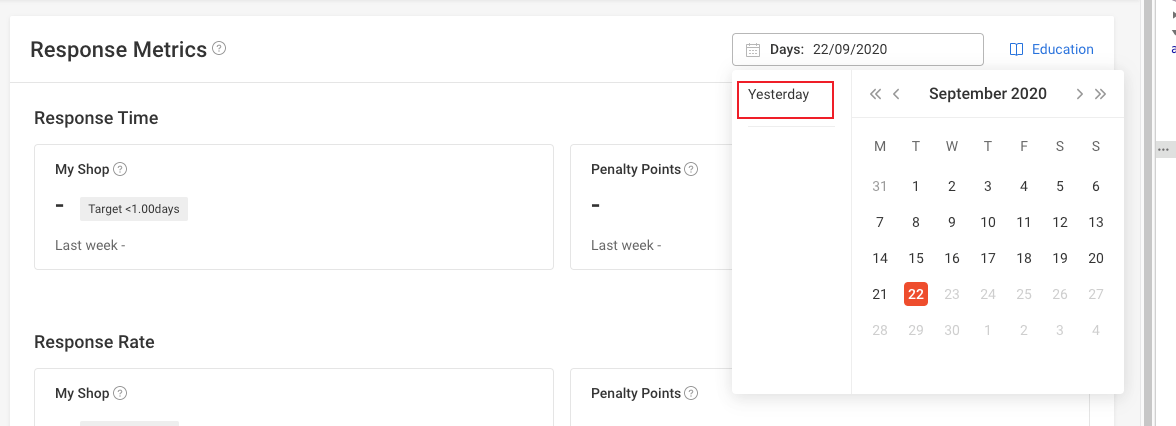 Response Metrics ?
Days: 22/09/2020
Education
Yesterday
September 2020
M T W T F S S
31 1 2 3 4 5 6
7 8 9 10 11 12 13
14 15 16 17 18 19 20
21 22 23 24 25 26 27
28 29 30 1 2 3 4
Response Time
My Shop ?
- Target <1.00days
Last week -
Penalty Points ?
-
Last week -
Response Rate
My Shop ?
Penalty Points ?